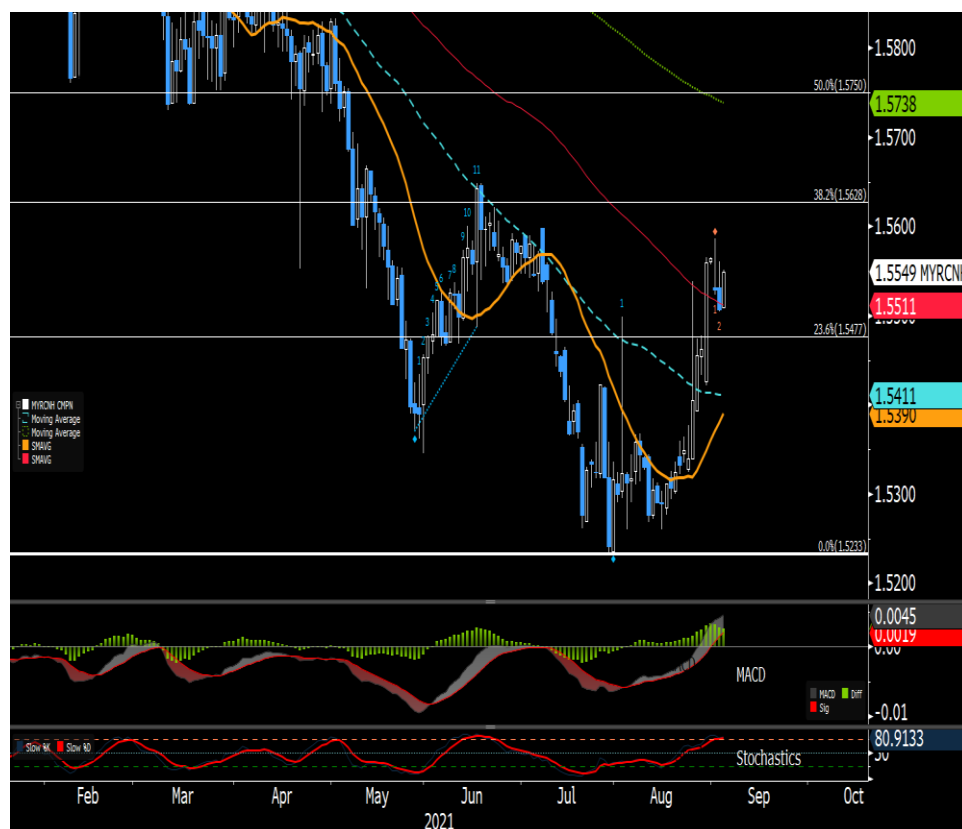 1.5800
50.0%(1.5750)
1.5738
1.5700
11
38.2%(1.5628)
10
1.5600
9
7 8
6
5
4
1.5549 MYRCNH
3
1
1.5511
2
1
1
2
23.6%(1.5477)
MYRCNH CMPN
Moving Average
Moving Average
SMAVG
SMAVG
1.5411
1.5390
1.5300
0.0%(1.5233)
1.5200
0.0045
0.0019
0.00
MACD
MACD Diff
Sig
-0.01
Slow %K Slow %D
80.9133
Stochastics
Feb Mar Apr May Jun Jul Aug Sep Oct
2021